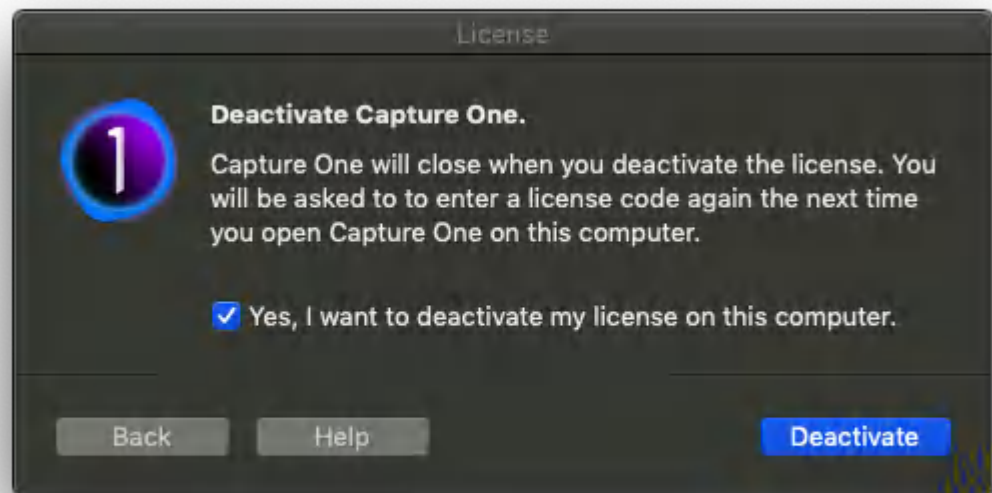 License
Deactivate Capture One.
Capture One will close when you deactivate the license. You
will be asked to to enter a license code again the next time
you open Capture One on this computer.
Yes, I want to deactivate my license on this computer.
Back Help Deactivate